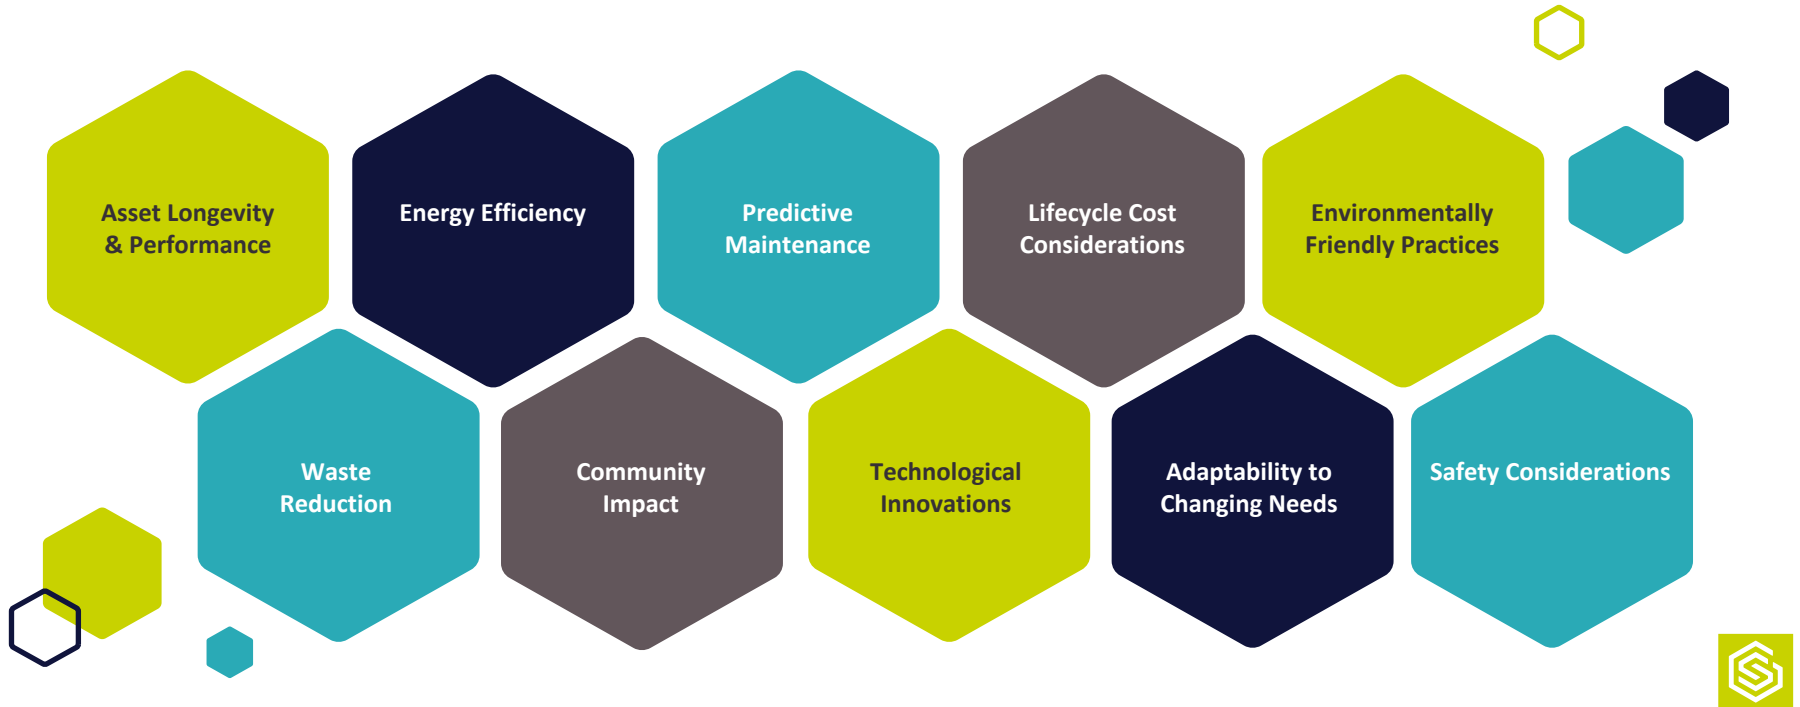 Asset Longevity
& Performance
Energy Efficiency
Predictive
Maintenance
Lifecycle Cost
Considerations
Environmentally
Friendly Practices
Waste
Reduction
Community
Impact
Technological
Innovations
Adaptability to
Changing Needs
Safety Considerations